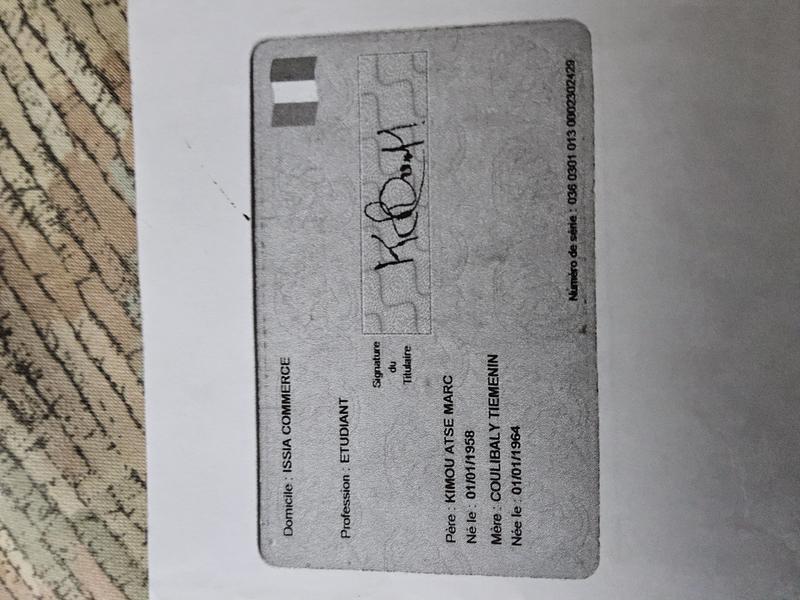 Domicile : ISSIA COMMERCE
Profession : ETUDIANT
Signature
du
Titulaire
Père : KIMOU ATSE MARC
Né le : 01/01/1958
Mère : COULIBALY TIEMENIN
Née le : 01/01/1964
Numéro de série : 036 0301 013 0002302429